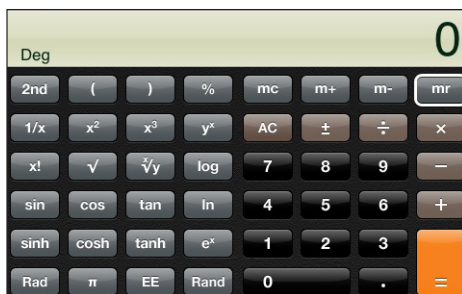 0
Deg
2nd ( ) % mc m+ m- mr
1/x x² x³ yˣ AC ± ÷ ×
x! √ ˣ√y log 7 8 9 −
sin cos tan ln 4 5 6 +
sinh cosh tanh eˣ 1 2 3
Rad π EE Rand 0 . =